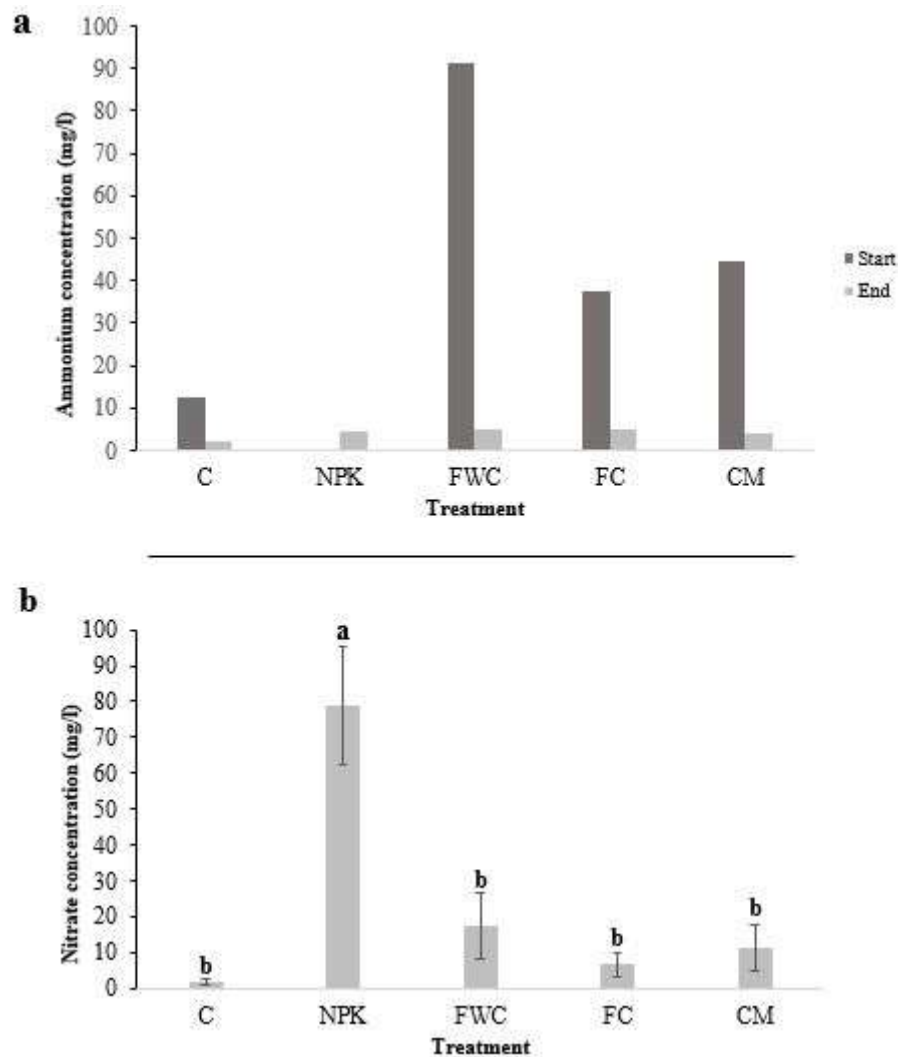 a
100
90
80
70
60
50
40
30
20
10
0
Ammonium concentration (mg/l)
C NPK FWC FC CM
Treatment
Start
End
b
100
90
80
70
60
50
40
30
20
10
0
Nitrate concentration (mg/l)
b a b b b
C NPK FWC FC CM
Treatment